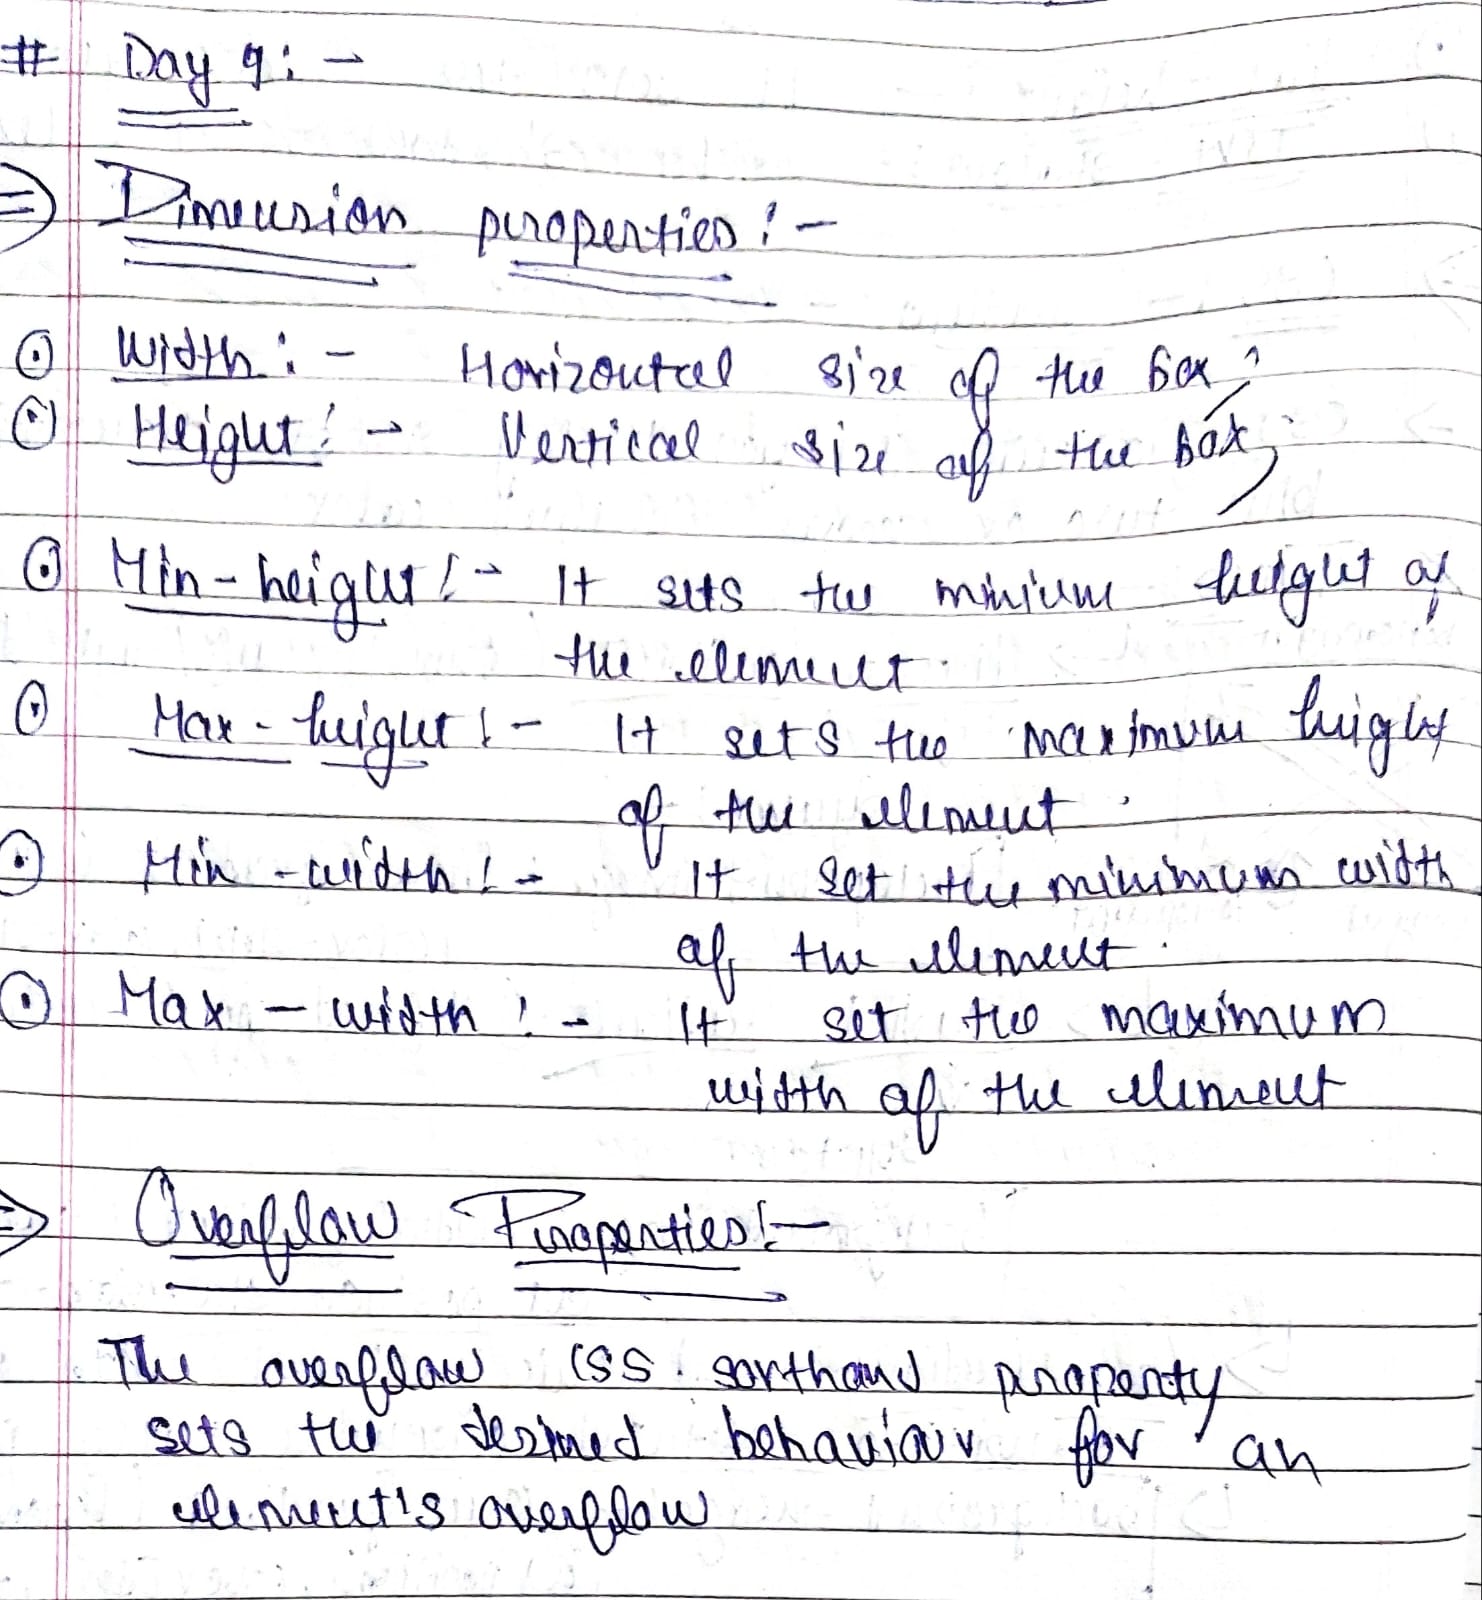 # Day 9: -
=> Dimension properties: -
⊙ Width: - Horizontal size of the box;
⊙ Height: - Vertical size of the box;
⊙ Min-height: - It sets the minium height of
the element.
⊙ Max-height: - It sets the maximum height
of the element.
⊙ Min-width: - It set the minimum width
of the element.
⊙ Max-width: - It set the maximum
width of the element
=> Overflow Properties: -
The overflow CSS sorthand property
sets the desired behaviour for an
element's overflow